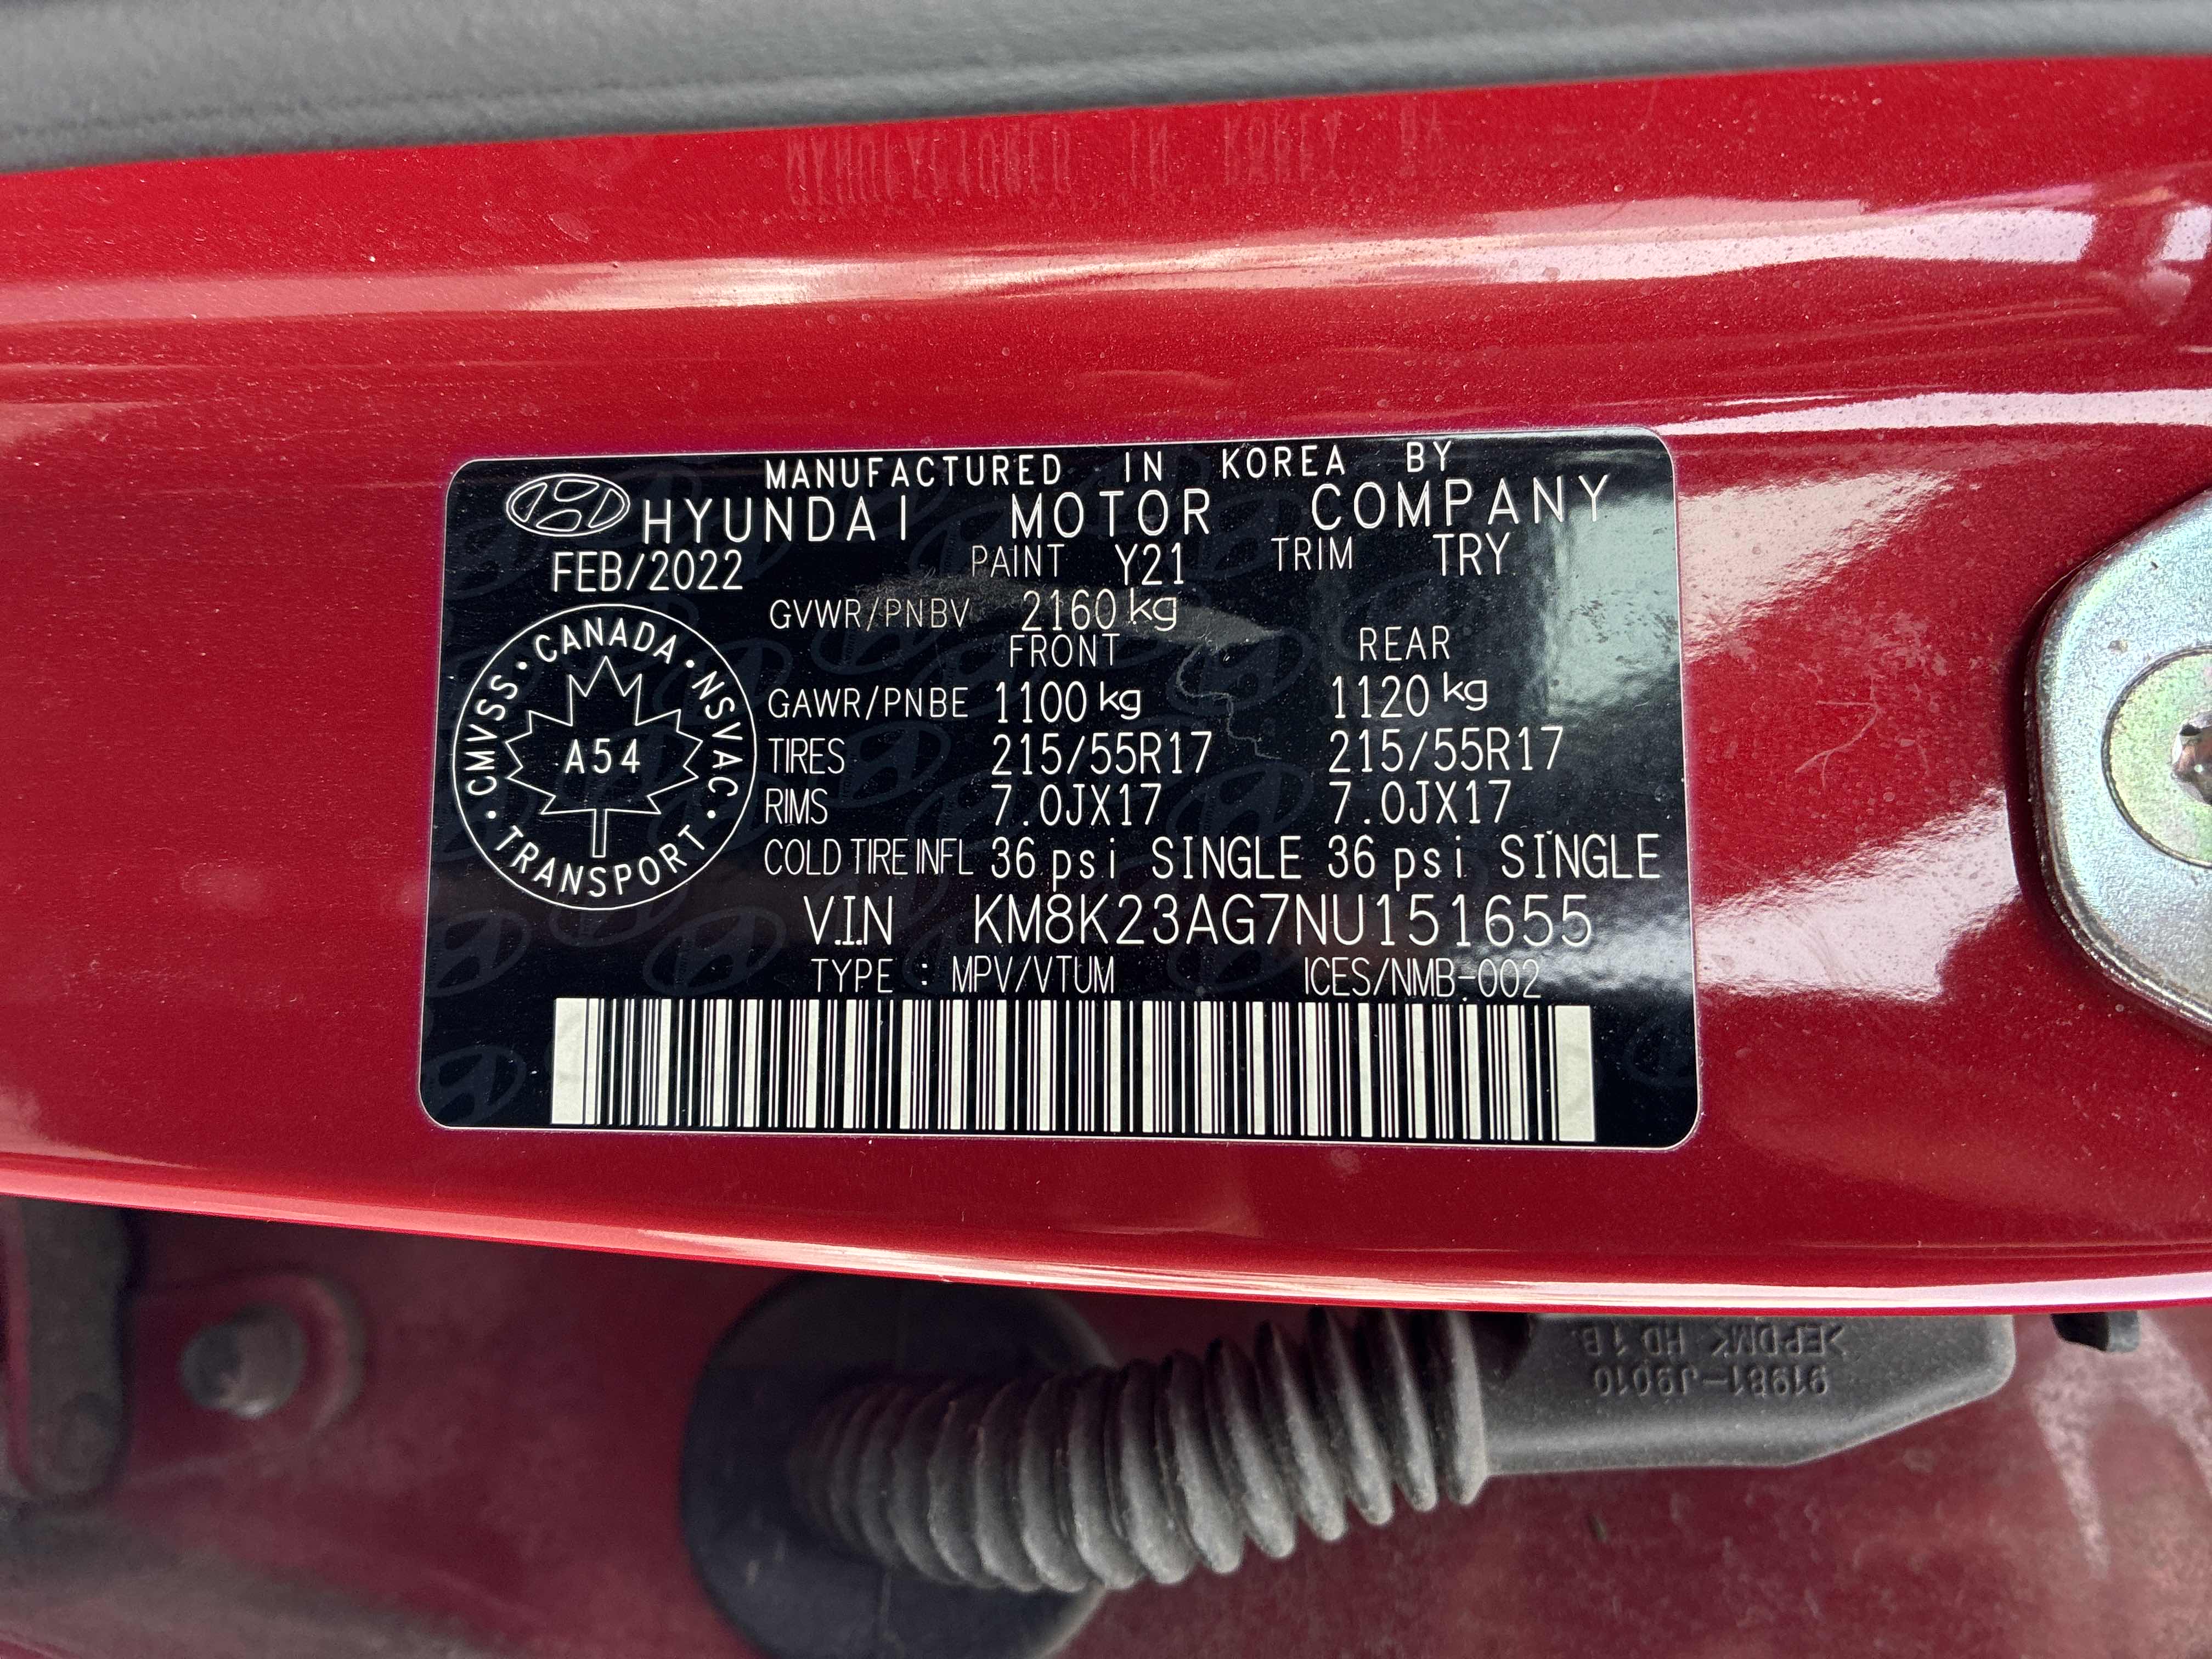 MANUFACTURED IN KOREA BY
HYUNDAI MOTOR COMPANY
FEB/2022 PAINT Y21 TRIM TRY
GVWR/PNBV 2160 kg
FRONT REAR
GAWR/PNBE 1100 kg 1120 kg
TIRES 215/55R17 215/55R17
RIMS 7.0JX17 7.0JX17
COLD TIRE INFL 36 psi SINGLE 36 psi SINGLE
V.I.N KM8K23AG7NU151655
TYPE : MPV/VTUM ICES/NMB-002
CANADA · NSVAC · TRANSPORT · CMVSS ·
A54
91981-J9010
>EPDM< HD 1B.